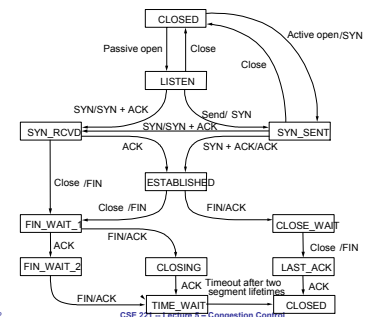 CLOSED
Active open/SYN
Passive open
Close
Close
LISTEN
SYN/SYN + ACK
Send/ SYN
SYN/SYN + ACK
SYN_RCVD
SYN_SENT
ACK
SYN + ACK/ACK
Close /FIN
ESTABLISHED
Close /FIN
FIN/ACK
FIN_WAIT_1
CLOSE_WAIT
FIN/ACK
ACK
Close /FIN
FIN_WAIT_2
CLOSING
LAST_ACK
ACK
Timeout after two
segment lifetimes
ACK
FIN/ACK
TIME_WAIT
CLOSED
CSE 221 -- Lecture 5 – Congestion Control